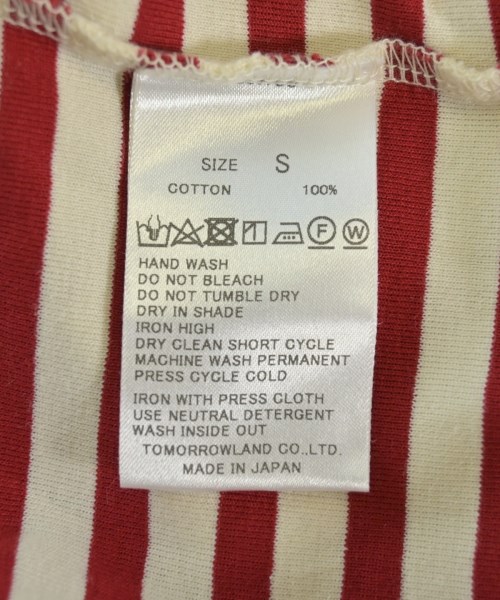 SIZE S
COTTON 100%
F W
HAND WASH
DO NOT BLEACH
DO NOT TUMBLE DRY
DRY IN SHADE
IRON HIGH
DRY CLEAN SHORT CYCLE
MACHINE WASH PERMANENT
PRESS CYCLE COLD
IRON WITH PRESS CLOTH
USE NEUTRAL DETERGENT
WASH INSIDE OUT
TOMORROWLAND CO.,LTD.
MADE IN JAPAN